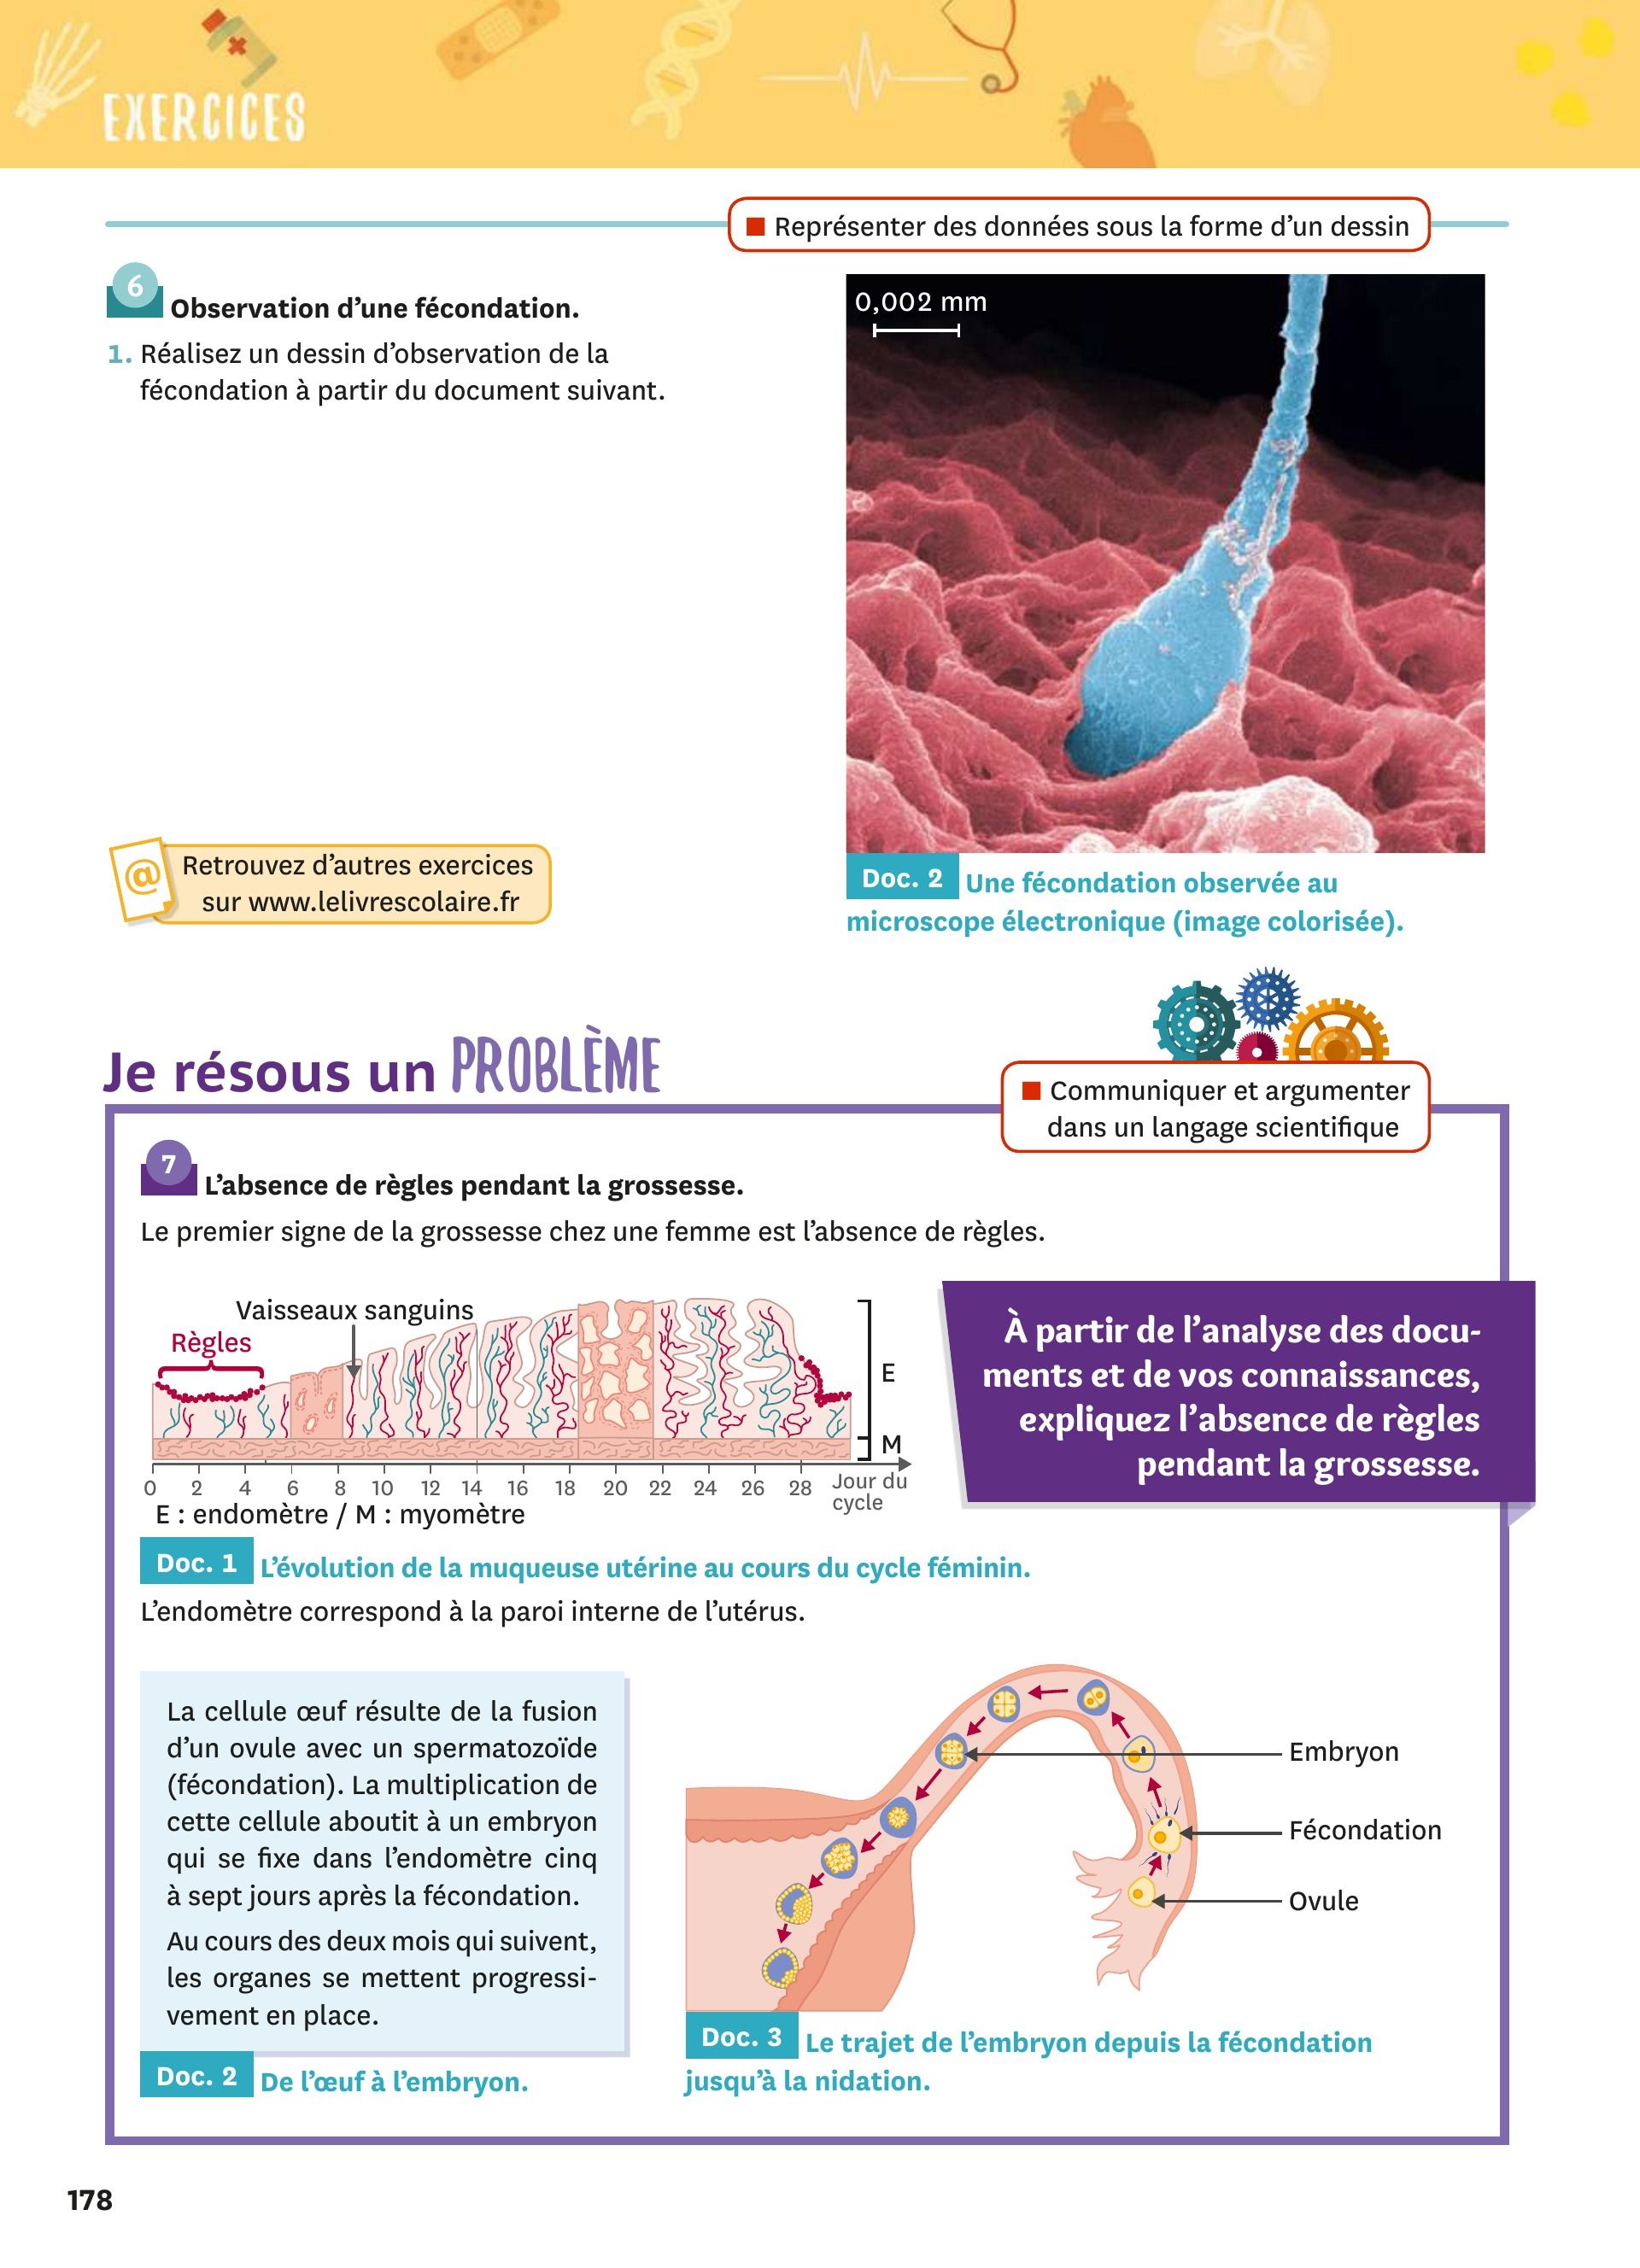 EXERCICES
■ Représenter des données sous la forme d'un dessin
6
Observation d'une fécondation.
1. Réalisez un dessin d'observation de la
fécondation à partir du document suivant.
0,002 mm
@
Retrouvez d'autres exercices
sur www.lelivrescolaire.fr
Doc. 2 Une fécondation observée au
microscope électronique (image colorisée).
Je résous un PROBLÈME
■ Communiquer et argumenter
dans un langage scientifique
7
L'absence de règles pendant la grossesse.
Le premier signe de la grossesse chez une femme est l'absence de règles.
Vaisseaux sanguins
Règles
E
M
0 2 4 6 8 10 12 14 16 18 20 22 24 26 28
Jour du
cycle
E : endomètre / M : myomètre
À partir de l'analyse des docu-
ments et de vos connaissances,
expliquez l'absence de règles
pendant la grossesse.
Doc. 1 L'évolution de la muqueuse utérine au cours du cycle féminin.
L'endomètre correspond à la paroi interne de l'utérus.
La cellule œuf résulte de la fusion
d'un ovule avec un spermatozoïde
(fécondation). La multiplication de
cette cellule aboutit à un embryon
qui se fixe dans l'endomètre cinq
à sept jours après la fécondation.
Au cours des deux mois qui suivent,
les organes se mettent progressi-
vement en place.
Doc. 2 De l'œuf à l'embryon.
Embryon
Fécondation
Ovule
Doc. 3 Le trajet de l'embryon depuis la fécondation
jusqu'à la nidation.
178